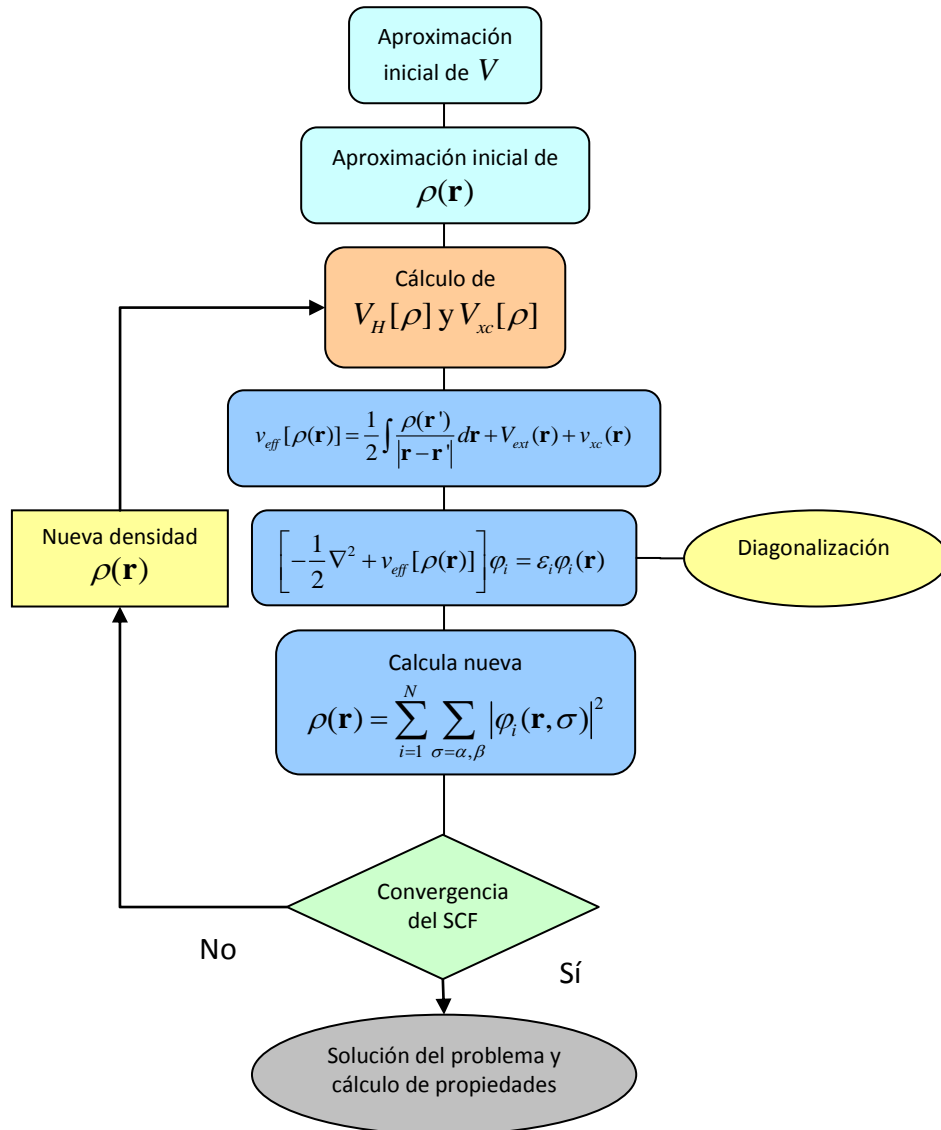 Aproximación
inicial de V
Aproximación inicial de
ρ(r)
Cálculo de
V_H[ρ] y V_xc[ρ]
v_eff[ρ(r)] = 1/2 ∫ ρ(r')/|r − r'| dr + V_ext(r) + v_xc(r)
Nueva densidad
ρ(r)
[−1/2 ∇² + v_eff[ρ(r)]] φ_i = ε_i φ_i(r)
Diagonalización
Calcula nueva
ρ(r) = ∑_{i=1}^{N} ∑_{σ=α,β} |φ_i(r, σ)|²
Convergencia
del SCF
No
Sí
Solución del problema y
cálculo de propiedades